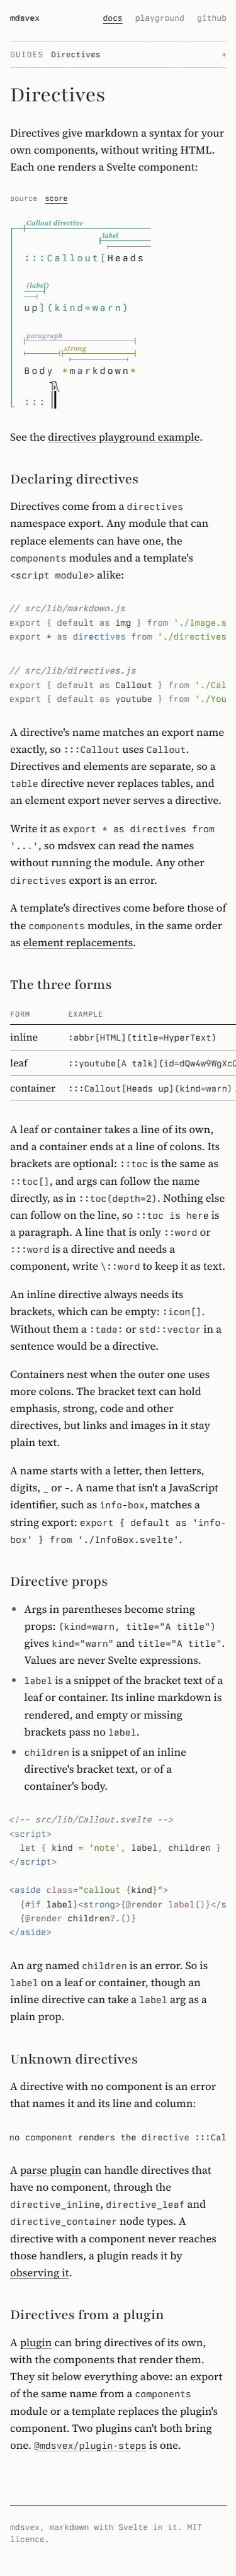 mdsvex docs playground github
GUIDES Directives +
Directives
Directives give markdown a syntax for your
own components, without writing HTML.
Each one renders a Svelte component:
source score
Callout directive
label
:::Callout[Heads
(label)
up](kind=warn)
paragraph
strong
Body *markdown*
:::
See the directives playground example.
Declaring directives
Directives come from a directives
namespace export. Any module that can
replace elements can have one, the
components modules and a template's
<script module> alike:
// src/lib/markdown.js
export { default as img } from './Image.s
export * as directives from './directives
// src/lib/directives.js
export { default as Callout } from './Cal
export { default as youtube } from './You
A directive's name matches an export name
exactly, so :::Callout uses Callout.
Directives and elements are separate, so a
table directive never replaces tables, and
an element export never serves a directive.
Write it as export * as directives from
'...', so mdsvex can read the names
without running the module. Any other
directives export is an error.
A template's directives come before those of
the components modules, in the same order
as element replacements.
The three forms
FORM EXAMPLE
inline :abbr[HTML](title=HyperText)
leaf ::youtube[A talk](id=dQw4w9WgXcQ
container :::Callout[Heads up](kind=warn)
A leaf or container takes a line of its own,
and a container ends at a line of colons. Its
brackets are optional: ::toc is the same as
::toc[], and args can follow the name
directly, as in ::toc(depth=2). Nothing else
can follow on the line, so ::toc is here is
a paragraph. A line that is only ::word or
:::word is a directive and needs a
component, write \::word to keep it as text.
An inline directive always needs its
brackets, which can be empty: :icon[].
Without them a :tada: or std::vector in a
sentence would be a directive.
Containers nest when the outer one uses
more colons. The bracket text can hold
emphasis, strong, code and other
directives, but links and images in it stay
plain text.
A name starts with a letter, then letters,
digits, _ or -. A name that isn't a JavaScript
identifier, such as info-box, matches a
string export: export { default as 'info-
box' } from './InfoBox.svelte'.
Directive props
• Args in parentheses become string
props: (kind=warn, title="A title")
gives kind="warn" and title="A title".
Values are never Svelte expressions.
• label is a snippet of the bracket text of a
leaf or container. Its inline markdown is
rendered, and empty or missing
brackets pass no label.
• children is a snippet of an inline
directive's bracket text, or of a
container's body.
<!-- src/lib/Callout.svelte -->
<script>
let { kind = 'note', label, children }
</script>
<aside class="callout {kind}">
{#if label}<strong>{@render label()}</s
{@render children?.()}
</aside>
An arg named children is an error. So is
label on a leaf or container, though an
inline directive can take a label arg as a
plain prop.
Unknown directives
A directive with no component is an error
that names it and its line and column:
no component renders the directive :::Cal
A parse plugin can handle directives that
have no component, through the
directive_inline, directive_leaf and
directive_container node types. A
directive with a component never reaches
those handlers, a plugin reads it by
observing it.
Directives from a plugin
A plugin can bring directives of its own,
with the components that render them.
They sit below everything above: an export
of the same name from a components
module or a template replaces the plugin's
component. Two plugins can't both bring
one. @mdsvex/plugin-steps is one.
mdsvex, markdown with Svelte in it. MIT
licence.